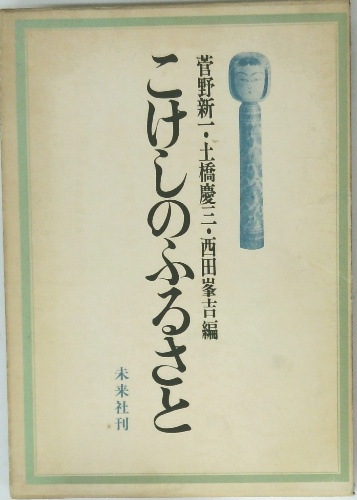 菅野新一・土橋慶三・西田峯吉編
こけしのふるさと
未来社刊